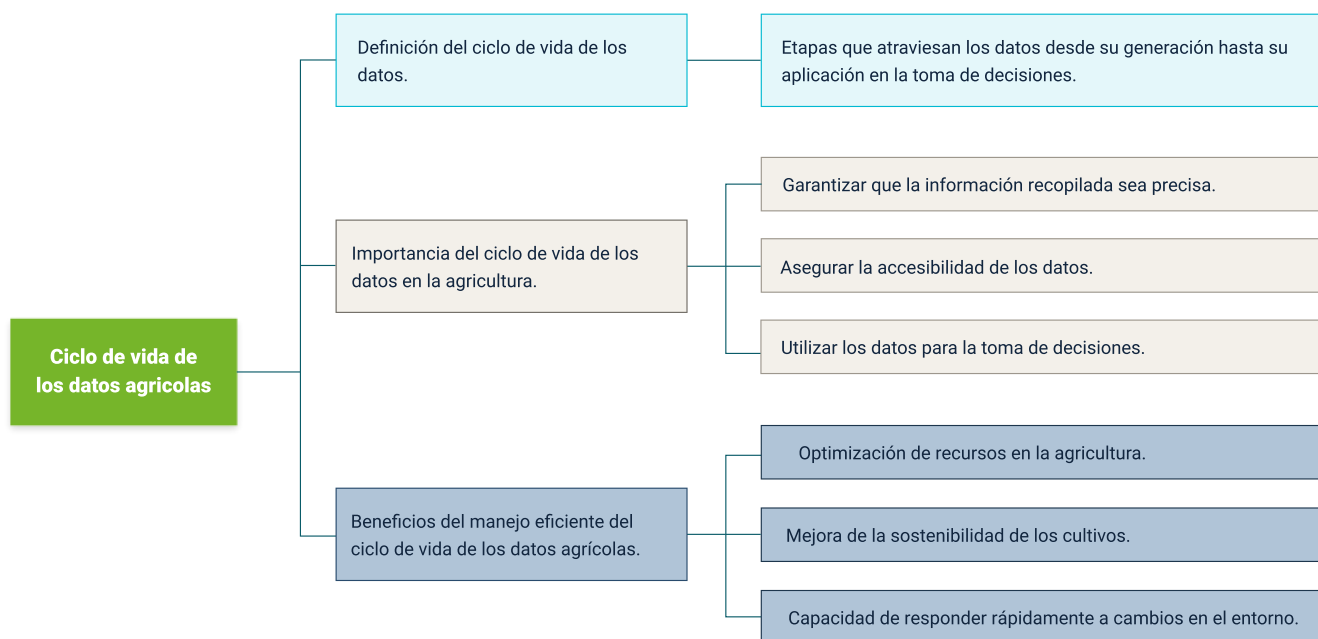 Definición del ciclo de vida de los
datos.
Etapas que atraviesan los datos desde su generación hasta su
aplicación en la toma de decisiones.
Importancia del ciclo de vida de los
datos en la agricultura.
Garantizar que la información recopilada sea precisa.
Asegurar la accesibilidad de los datos.
Utilizar los datos para la toma de decisiones.
Ciclo de vida de
los datos agricolas
Beneficios del manejo eficiente del
ciclo de vida de los datos agrícolas.
Optimización de recursos en la agricultura.
Mejora de la sostenibilidad de los cultivos.
Capacidad de responder rápidamente a cambios en el entorno.